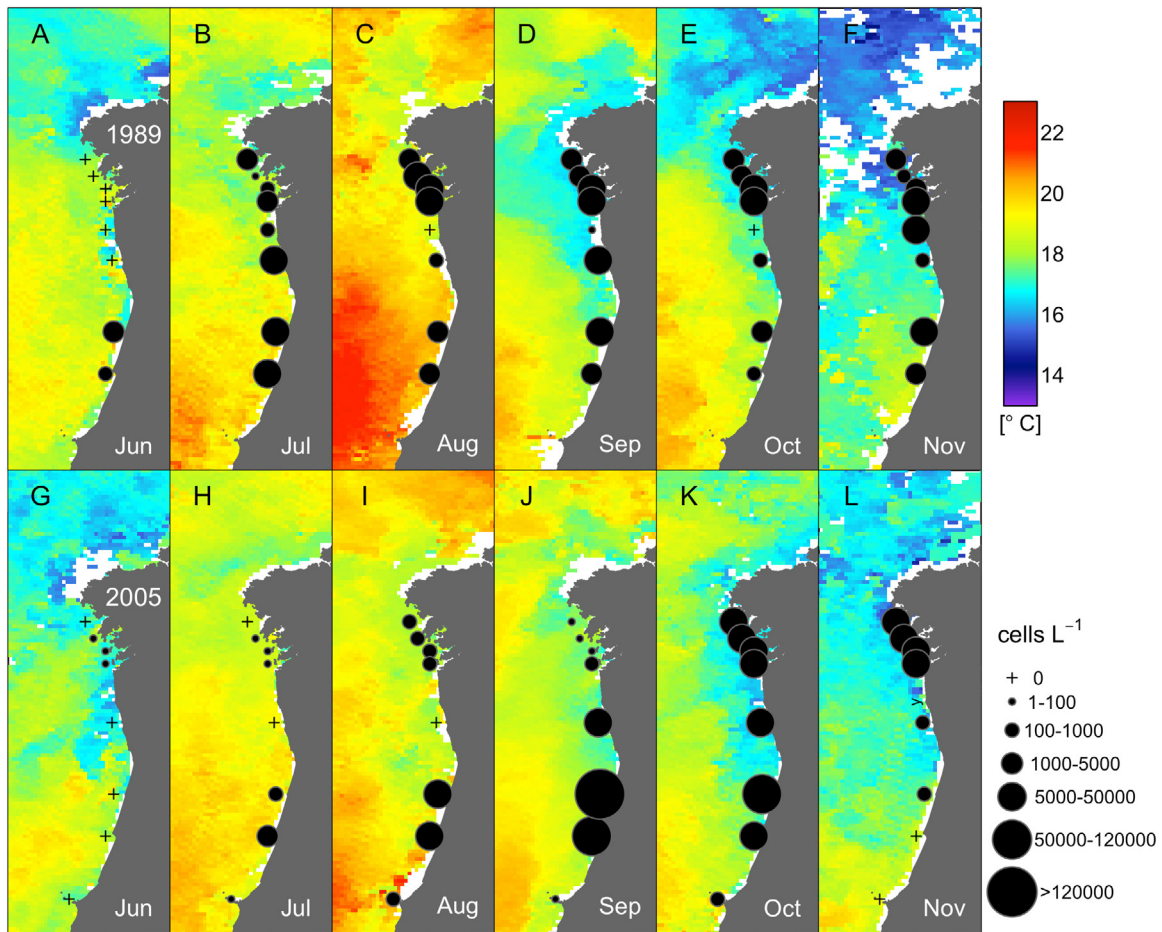 A B C D E F
1989
Jun Jul Aug Sep Oct Nov
22
20
18
16
14
[° C]
G H I J K L
2005
Jun Jul Aug Sep Oct Nov
cells L⁻¹
+ 0
1-100
100-1000
1000-5000
5000-50000
50000-120000
>120000